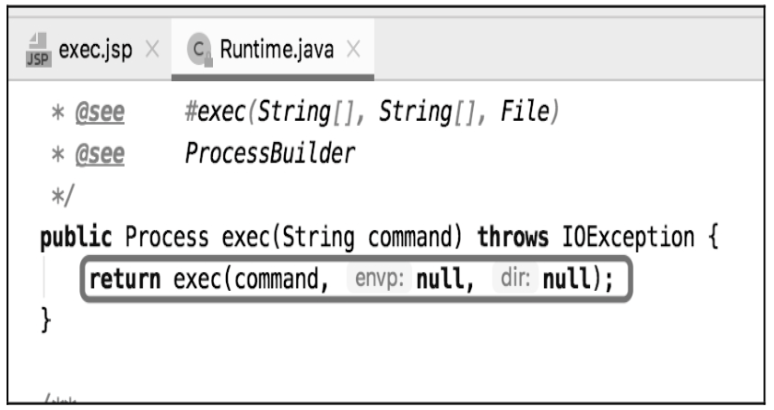 JSP exec.jsp × C Runtime.java ×
* @see #exec(String[], String[], File)
* @see ProcessBuilder
*/
public Process exec(String command) throws IOException {
return exec(command, envp: null, dir: null);
}